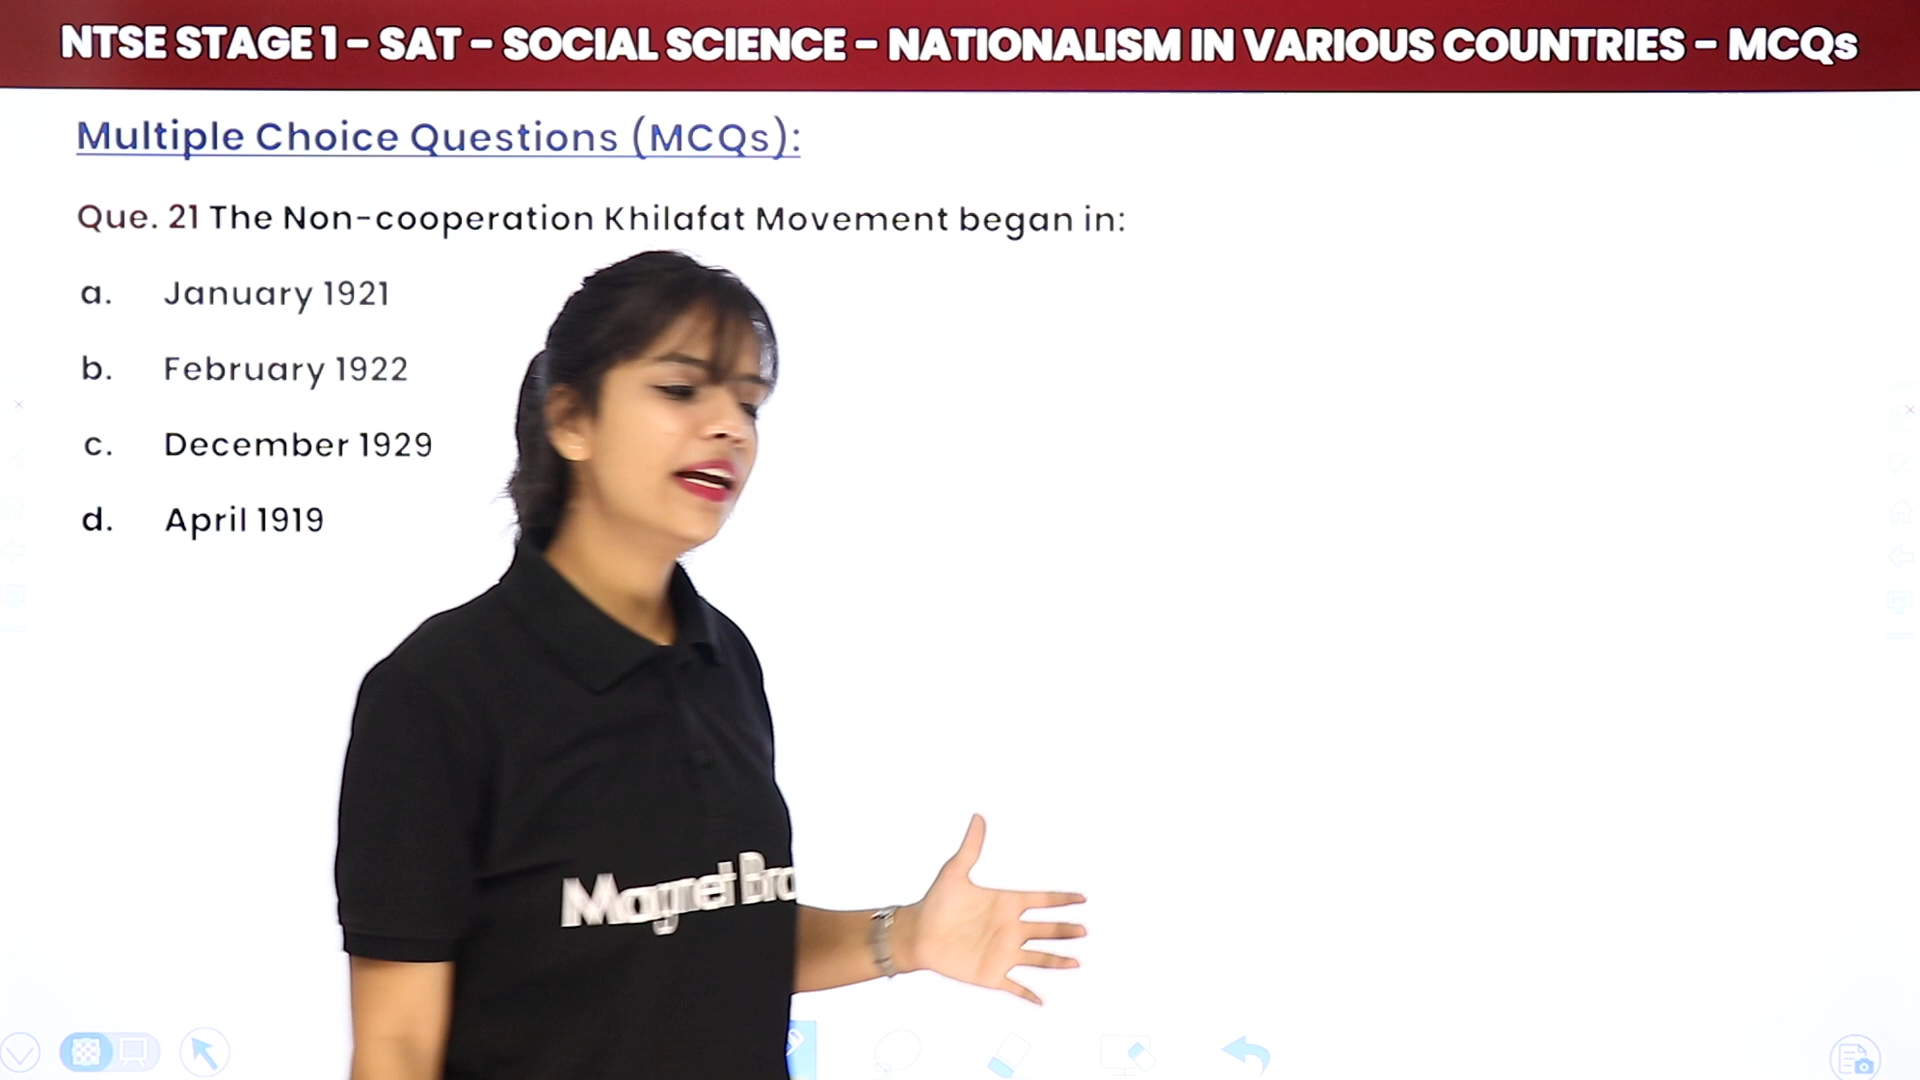 NTSE STAGE 1 - SAT - SOCIAL SCIENCE - NATIONALISM IN VARIOUS COUNTRIES - MCQs
Multiple Choice Questions (MCQs):
Que. 21 The Non-cooperation Khilafat Movement began in:
a. January 1921
b. February 1922
c. December 1929
d. April 1919
Magnet